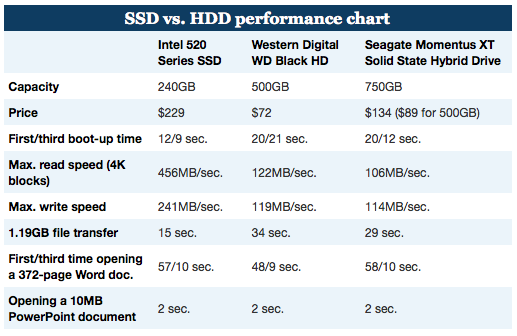 SSD vs. HDD performance chart
Intel 520 Series SSD Western Digital WD Black HD Seagate Momentus XT Solid State Hybrid Drive
Capacity 240GB 500GB 750GB
Price $229 $72 $134 ($89 for 500GB)
First/third boot-up time 12/9 sec. 20/21 sec. 20/12 sec.
Max. read speed (4K blocks) 456MB/sec. 122MB/sec. 106MB/sec.
Max. write speed 241MB/sec. 119MB/sec. 114MB/sec.
1.19GB file transfer 15 sec. 34 sec. 29 sec.
First/third time opening a 372-page Word doc. 57/10 sec. 48/9 sec. 58/10 sec.
Opening a 10MB PowerPoint document 2 sec. 2 sec. 2 sec.